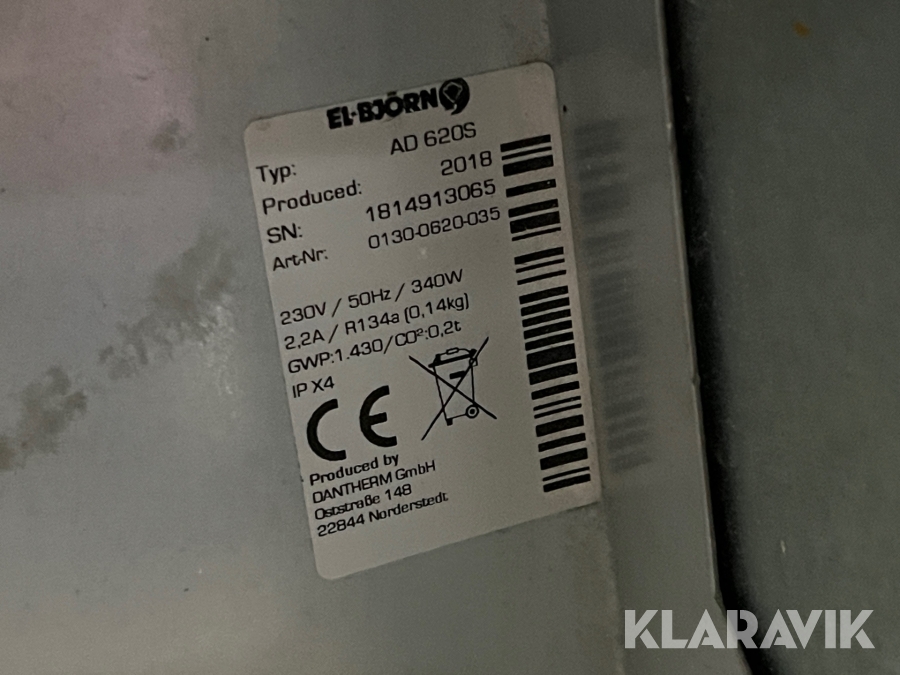 EL-BJÖRN
Typ: AD 620S
Produced: 2018
SN: 1814913065
Art-Nr: 0130-0620-035
230V / 50Hz / 340W
2,2A / R134a (0,14kg)
GWP:1.430/CO²:0,2t
IP X4
CE
Produced by
DANTHERM GmbH
Oststraße 148
22844 Norderstedt
KLARAVIK